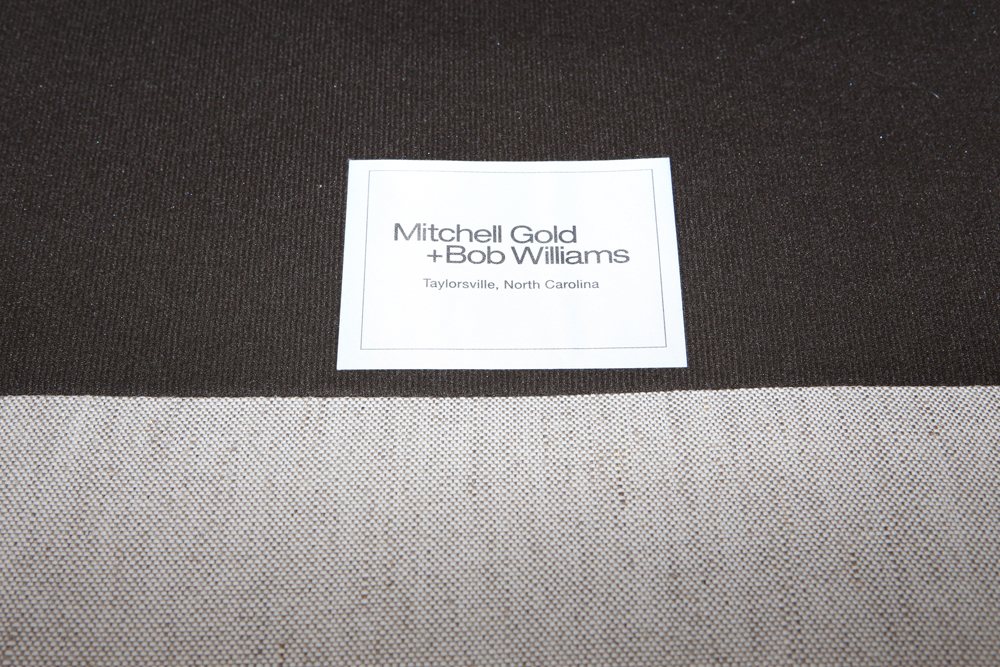 Mitchell Gold
+Bob Williams
Taylorsville, North Carolina